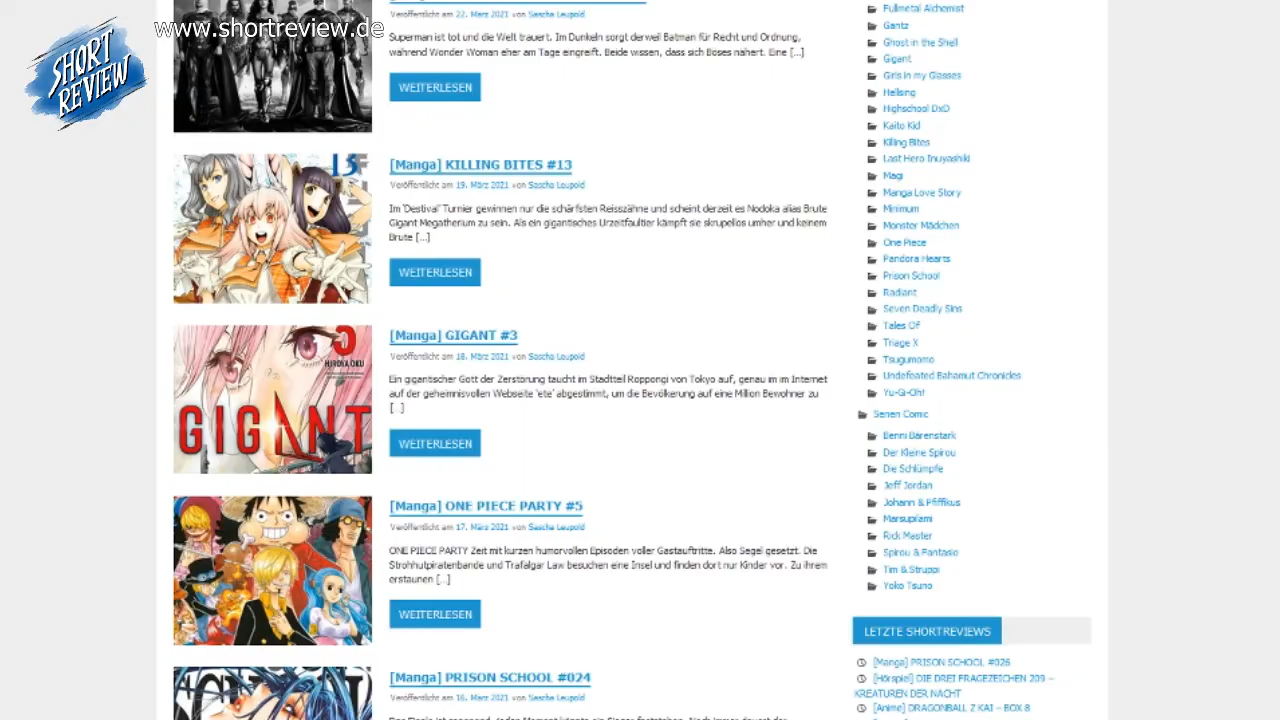 www.shortreview.de
SHORT
REVIEW
Veröffentlicht am 22. März 2021 von Sascha Leupold
Superman ist tot und die Welt trauert. Im Dunkeln sorgt derweil Batman für Recht und Ordnung,
während Wonder Woman eher am Tage eingreift. Beide wissen, dass sich Böses nähert. Eine [...]
WEITERLESEN
13
[Manga] KILLING BITES #13
Veröffentlicht am 19. März 2021 von Sascha Leupold
Im 'Destival' Turnier gewinnen nur die schärfsten Reisszähne und scheint derzeit es Nodoka alias Brute
Gigant Megatherium zu sein. Als ein gigantisches Urzeitfaultier kämpft sie skrupellos umher und keinem
Brute [...]
WEITERLESEN
3
HIROYA OKU
GIGANT
[Manga] GIGANT #3
Veröffentlicht am 18. März 2021 von Sascha Leupold
Ein gigantischer Gott der Zerstörung taucht im Stadtteil Roppongi von Tokyo auf, genau im im Internet
auf der geheimnisvollen Webseite 'ete' abgestimmt, um die Bevölkerung auf eine Milion Bewohner zu
[...]
WEITERLESEN
[Manga] ONE PIECE PARTY #5
Veröffentlicht am 17. März 2021 von Sascha Leupold
ONE PIECE PARTY Zeit mit kurzen humorvollen Episoden voller Gastauftritte. Also Segel gesetzt. Die
Strohhutpiratenbande und Trafalgar Law besuchen eine Insel und finden dort nur Kinder vor. Zu ihrem
erstaunen [...]
WEITERLESEN
[Manga] PRISON SCHOOL #024
Veröffentlicht am 16. März 2021 von Sascha Leupold
Fullmetal Alchemist
Gantz
Ghost in the Shell
Gigant
Girls in my Glasses
Hellsing
Highschool DxD
Kaito Kid
Killing Bites
Last Hero Inuyashiki
Magi
Manga Love Story
Minimum
Monster Mädchen
One Piece
Pandora Hearts
Prison School
Radiant
Seven Deadly Sins
Tales Of
Triage X
Tsugumomo
Undefeated Bahamut Chronicles
Yu-Gi-Oh!
Serien Comic
Benni Bärenstark
Der Kleine Spirou
Die Schlümpfe
Jeff Jordan
Johann & Pfiffikus
Marsupilami
Rick Master
Spirou & Fantasio
Tim & Struppi
Yoko Tsuno
LETZTE SHORTREVIEWS
[Manga] PRISON SCHOOL #026
[Hörspiel] DIE DREI FRAGEZEICHEN 209 –
KREATUREN DER NACHT
[Anime] DRAGONBALL Z KAI – BOX 8